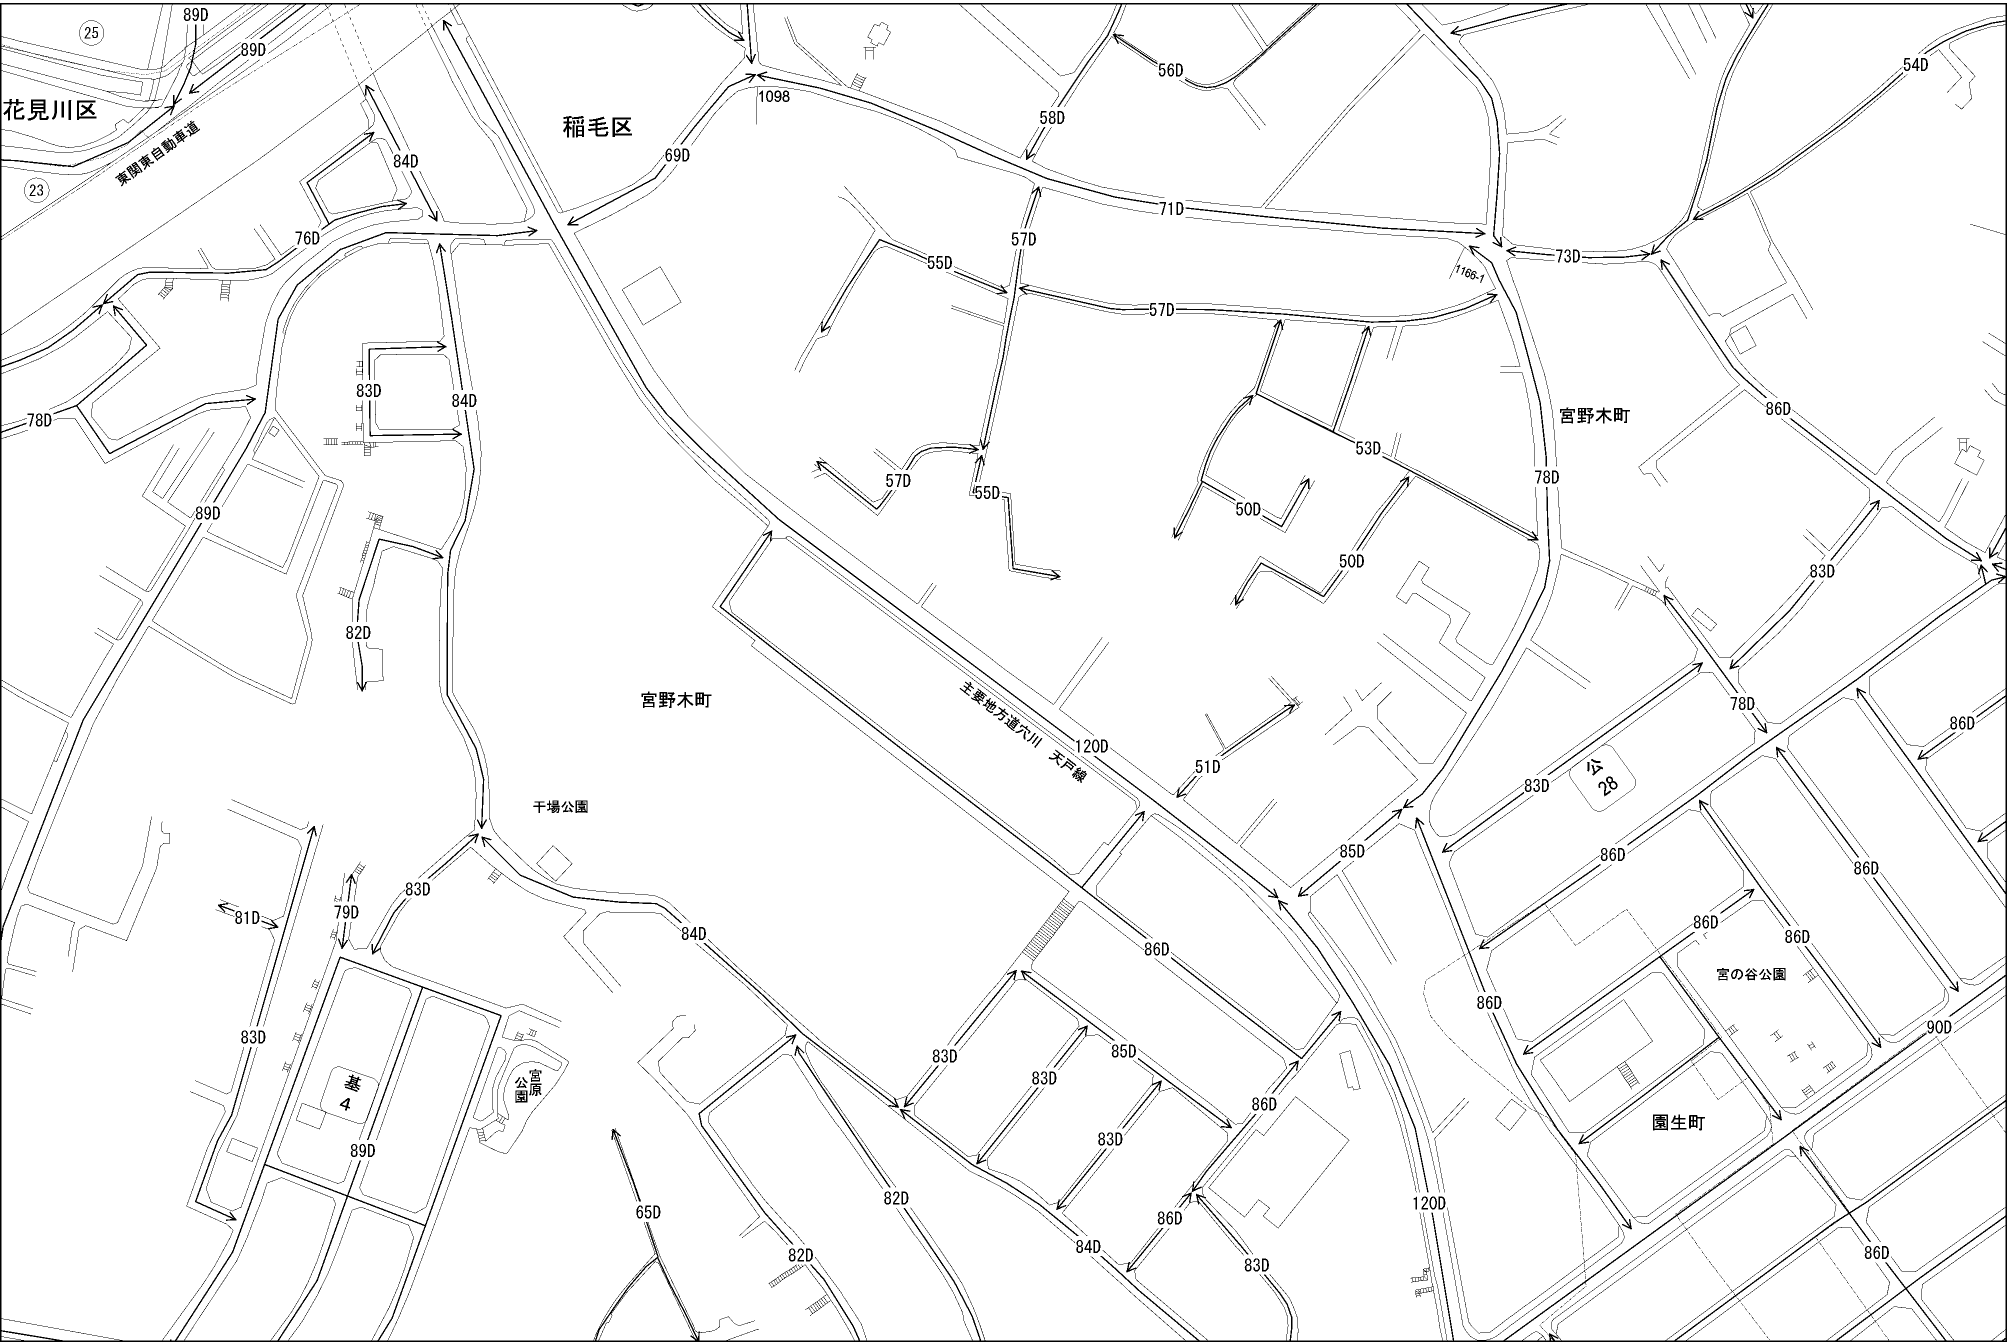 89D
25
89D
56D
54D
花見川区
1098
稲毛区
58D
東関東自動車道
84D
69D
23
71D
76D
57D
55D
73D
1166-1
57D
83D
84D
86D
78D
宮野木町
53D
57D
78D
55D
89D
50D
50D
83D
82D
宮野木町
主要地方道穴川　天戸線
78D
86D
120D
51D
公
28
83D
干場公園
85D
86D
86D
83D
79D
81D
84D
86D
86D
86D
宮の谷公園
86D
83D
90D
85D
83D
基
4
宮原
公園
86D
園生町
83D
89D
82D
120D
65D
86D
84D
82D
83D
86D